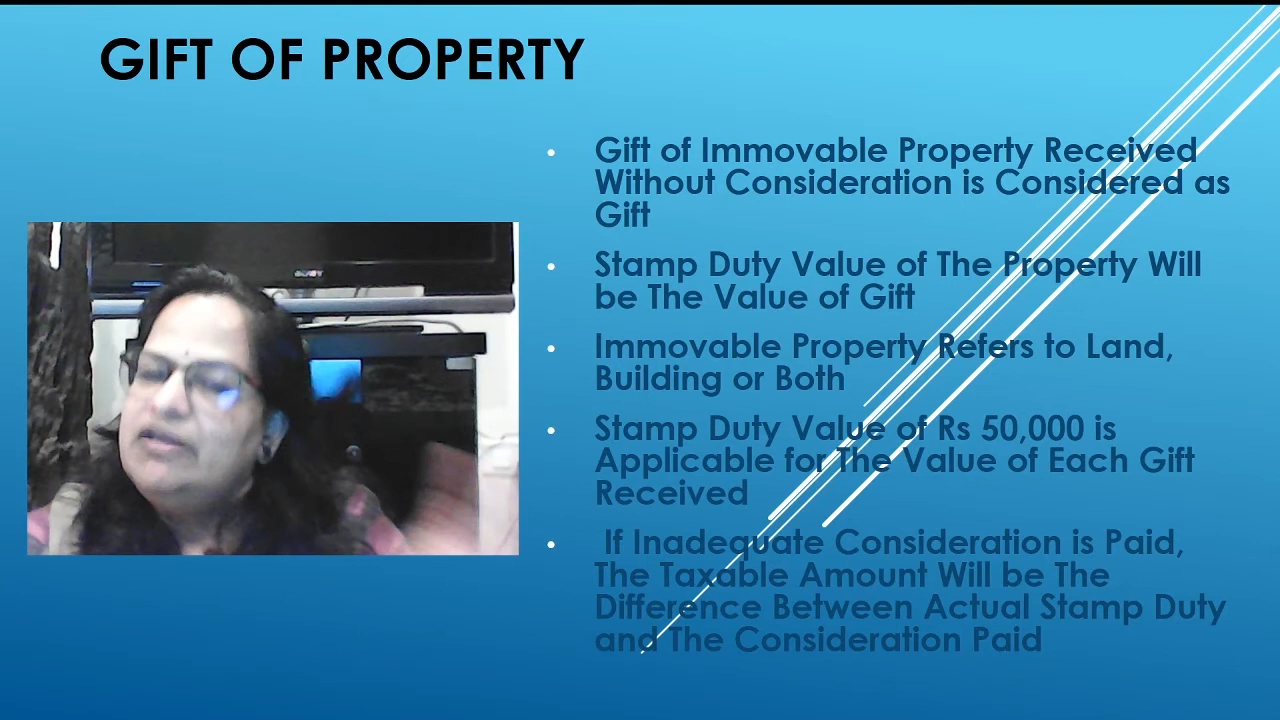 GIFT OF PROPERTY
• Gift of Immovable Property Received
Without Consideration is Considered as
Gift
• Stamp Duty Value of The Property Will
be The Value of Gift
• Immovable Property Refers to Land,
Building or Both
• Stamp Duty Value of Rs 50,000 is
Applicable for The Value of Each Gift
Received
• If Inadequate Consideration is Paid,
The Taxable Amount Will be The
Difference Between Actual Stamp Duty
and The Consideration Paid